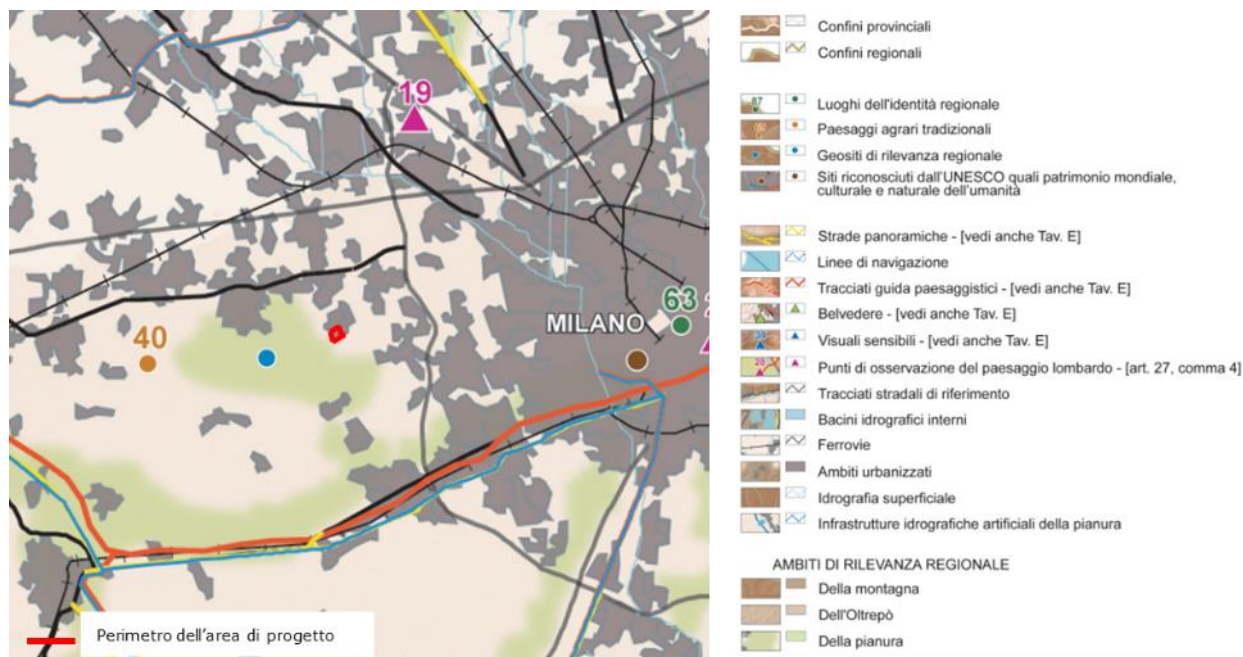 19
63
MILANO
40
Perimetro dell'area di progetto
Confini provinciali
Confini regionali
Luoghi dell'identità regionale
Paesaggi agrari tradizionali
Geositi di rilevanza regionale
Siti riconosciuti dall'UNESCO quali patrimonio mondiale,
culturale e naturale dell'umanità
Strade panoramiche - [vedi anche Tav. E]
Linee di navigazione
Tracciati guida paesaggistici - [vedi anche Tav. E]
Belvedere - [vedi anche Tav. E]
Visuali sensibili - [vedi anche Tav. E]
Punti di osservazione del paesaggio lombardo - [art. 27, comma 4]
Tracciati stradali di riferimento
Bacini idrografici interni
Ferrovie
Ambiti urbanizzati
Idrografia superficiale
Infrastrutture idrografiche artificiali della pianura
AMBITI DI RILEVANZA REGIONALE
Della montagna
Dell'Oltrepò
Della pianura